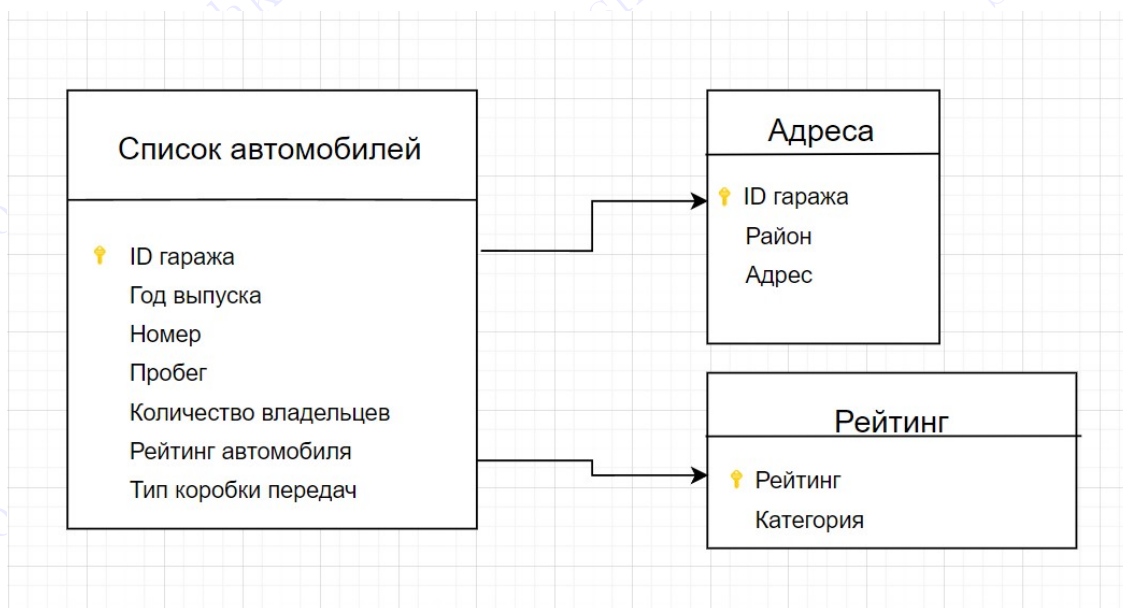 Список автомобилей
ID гаража
Год выпуска
Номер
Пробег
Количество владельцев
Рейтинг автомобиля
Тип коробки передач
Адреса
ID гаража
Район
Адрес
Рейтинг
Рейтинг
Категория